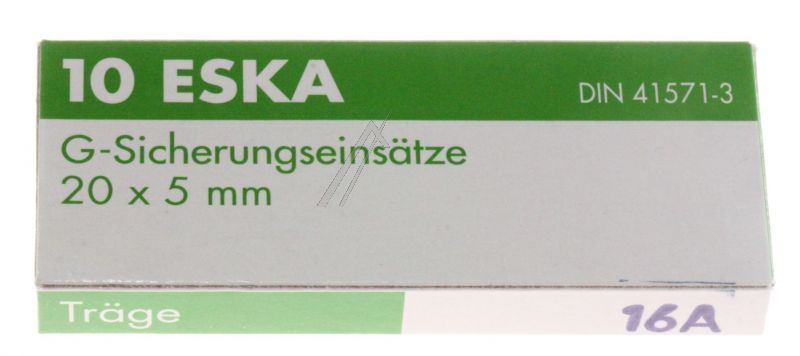 10 ESKA
DIN 41571-3
G-Sicherungseinsätze
20 x 5 mm
Träge
16A